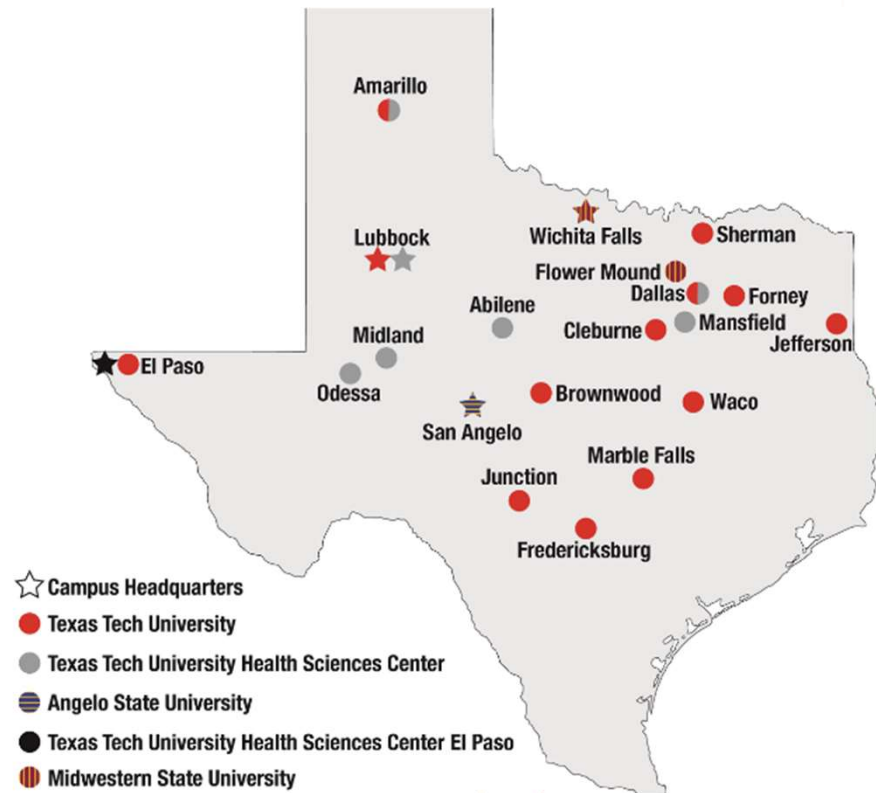 Amarillo
Lubbock
Wichita Falls
Sherman
Flower Mound
Dallas
Forney
Abilene
Cleburne
Mansfield
Jefferson
Midland
El Paso
Odessa
Brownwood
Waco
San Angelo
Marble Falls
Junction
Fredericksburg
Campus Headquarters
Texas Tech University
Texas Tech University Health Sciences Center
Angelo State University
Texas Tech University Health Sciences Center El Paso
Midwestern State University